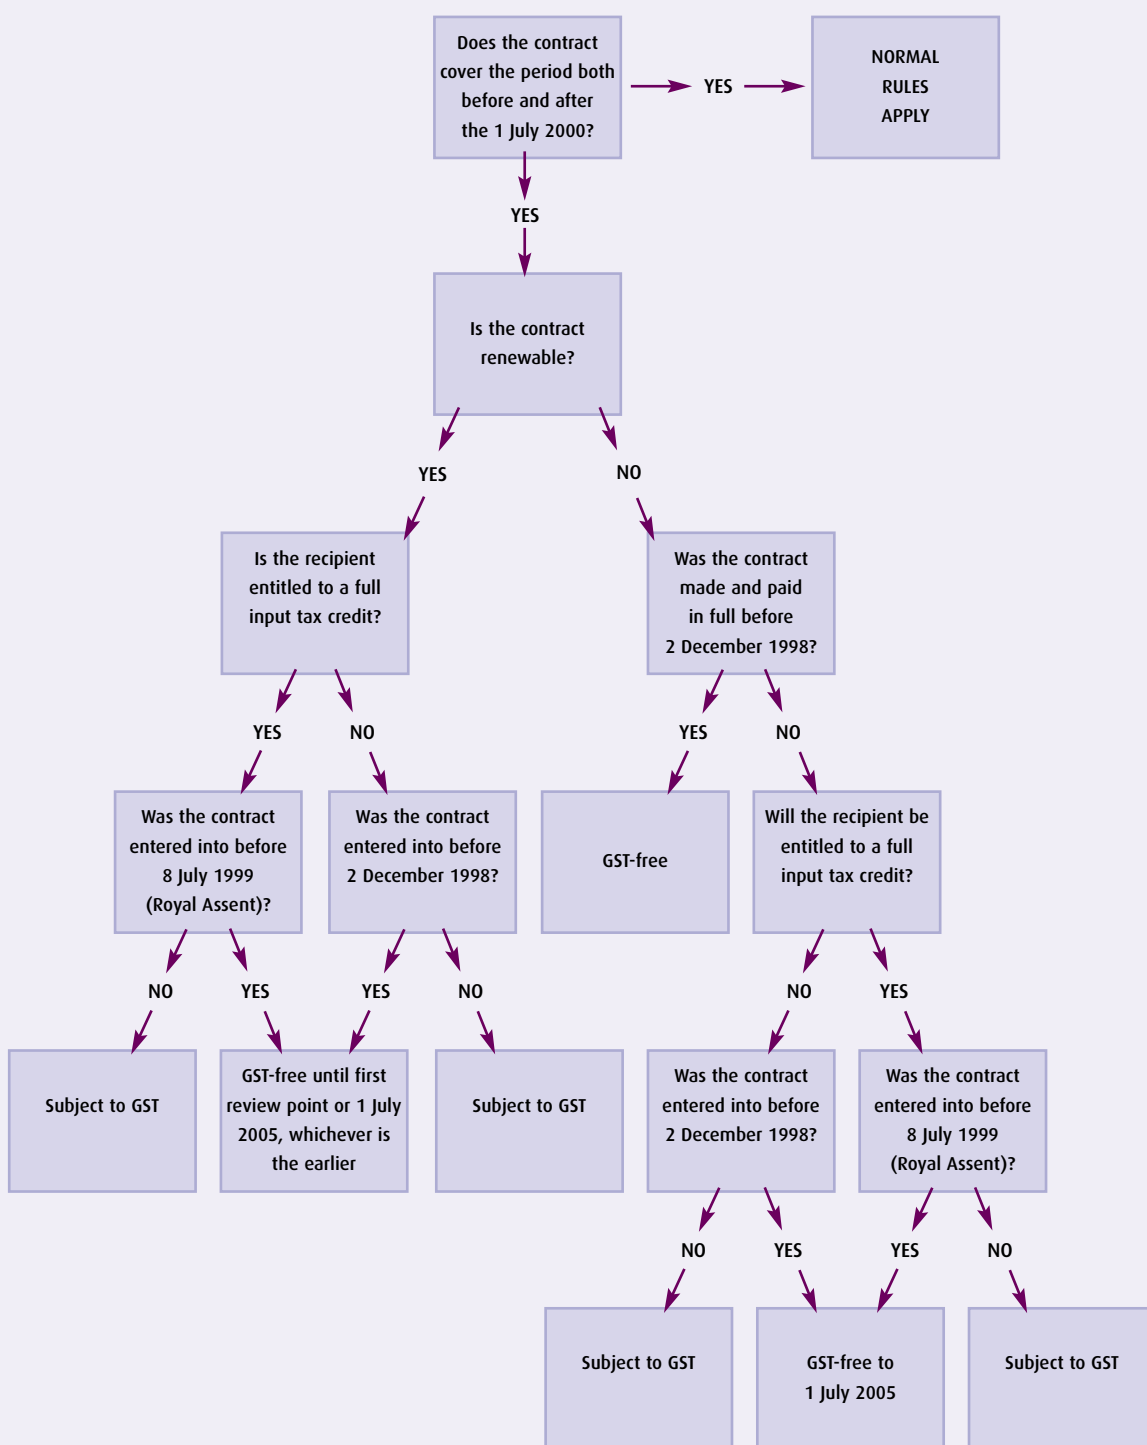 Does the contract
cover the period both
before and after
the 1 July 2000?
YES
NORMAL
RULES
APPLY
YES
Is the contract
renewable?
YES
NO
Is the recipient
entitled to a full
input tax credit?
Was the contract
made and paid
in full before
2 December 1998?
YES
NO
YES
NO
Was the contract
entered into before
8 July 1999
(Royal Assent)?
Was the contract
entered into before
2 December 1998?
GST-free
Will the recipient be
entitled to a full
input tax credit?
NO
YES
YES
NO
NO
YES
Subject to GST
GST-free until first
review point or 1 July
2005, whichever is
the earlier
Subject to GST
Was the contract
entered into before
2 December 1998?
Was the contract
entered into before
8 July 1999
(Royal Assent)?
NO
YES
YES
NO
Subject to GST
GST-free to
1 July 2005
Subject to GST